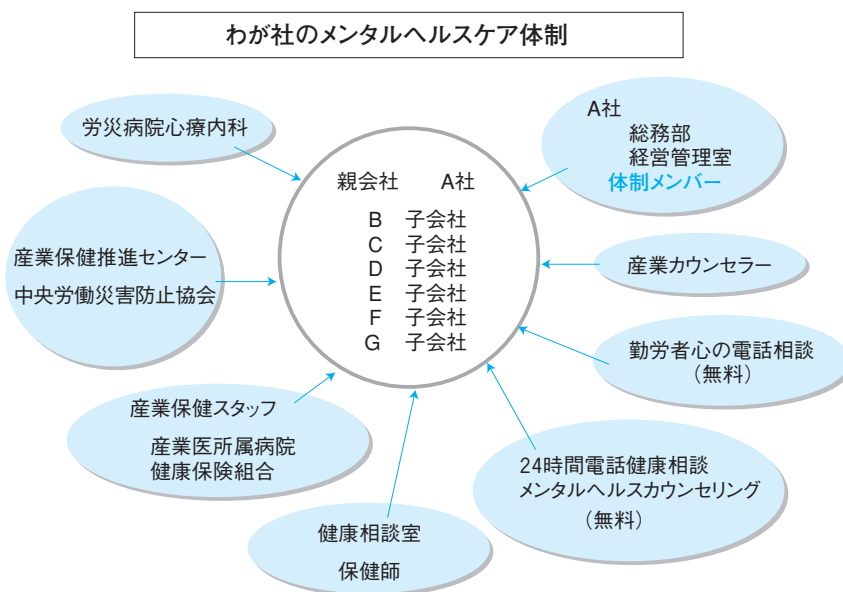 わが社のメンタルヘルスケア体制
労災病院心療内科
A社
総務部
経営管理室
体制メンバー
親会社 A社
B 子会社
C 子会社
D 子会社
E 子会社
F 子会社
G 子会社
産業保健推進センター
中央労働災害防止協会
産業カウンセラー
勤労者心の電話相談
(無料)
産業保健スタッフ
産業医所属病院
健康保険組合
24時間電話健康相談
メンタルヘルスカウンセリング
(無料)
健康相談室
保健師